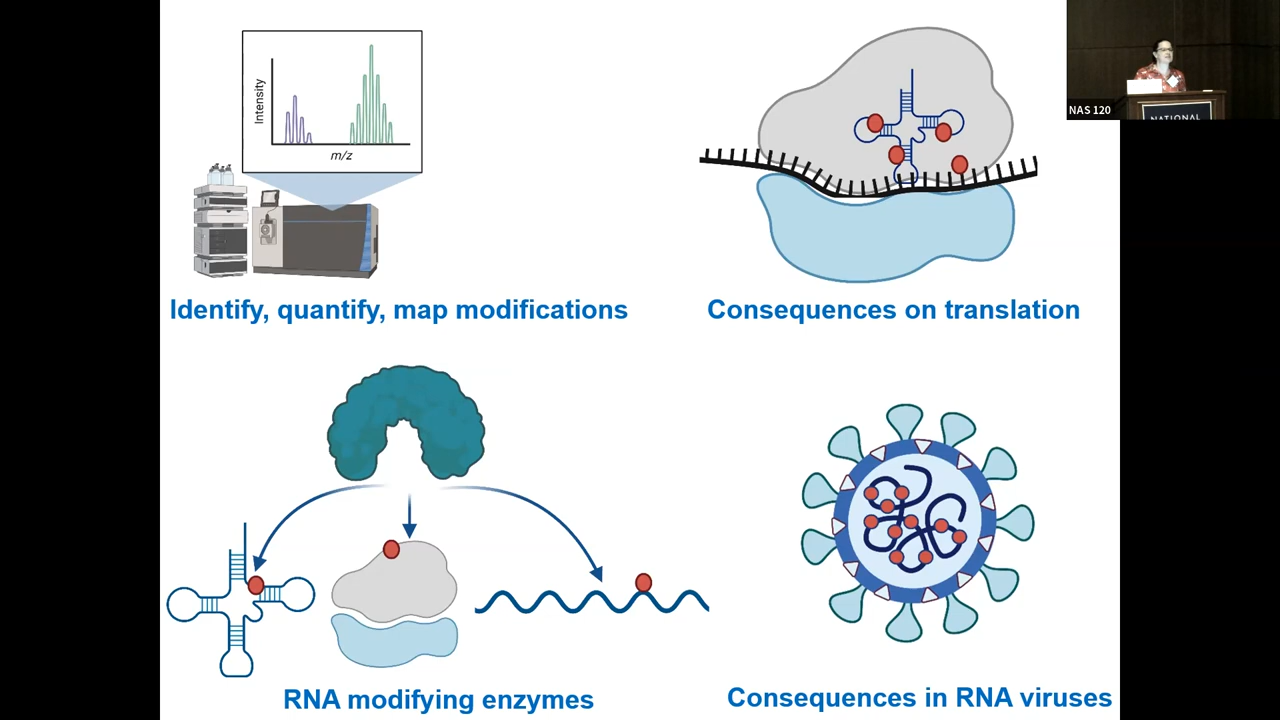 Intensity
m/z
Identify, quantify, map modifications
Consequences on translation
NAS 120
NATIONAL
RNA modifying enzymes
Consequences in RNA viruses